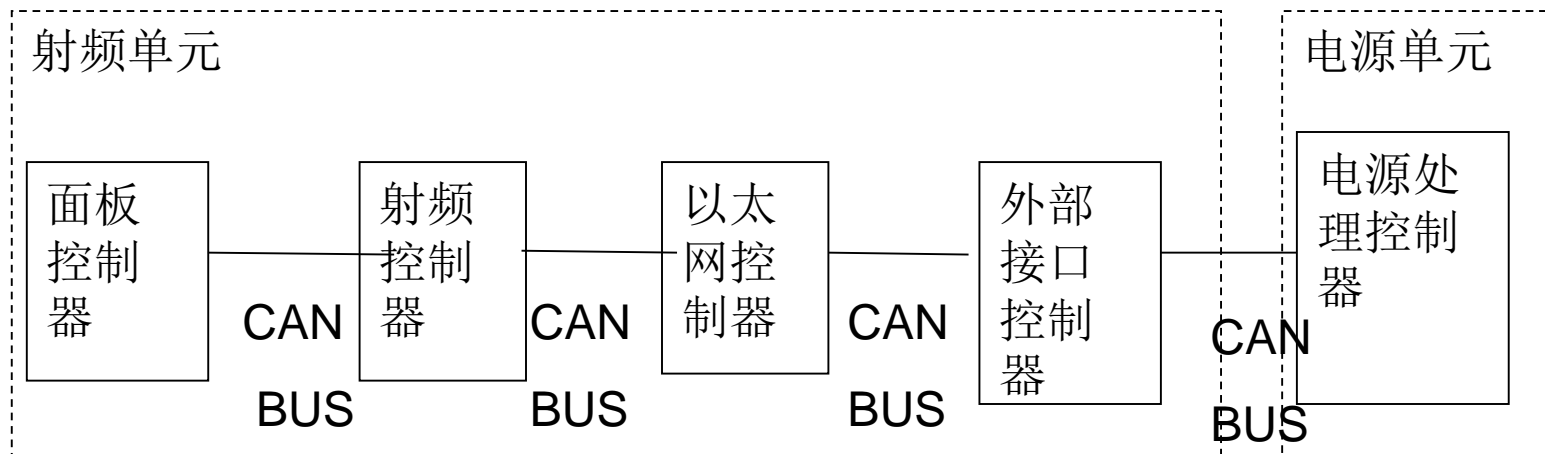 射频单元
电源单元
面板
控制
器
CAN
BUS
射频
控制
器
CAN
BUS
以太
网控
制器
CAN
BUS
外部
接口
控制
器
CAN
BUS
电源处
理控制
器